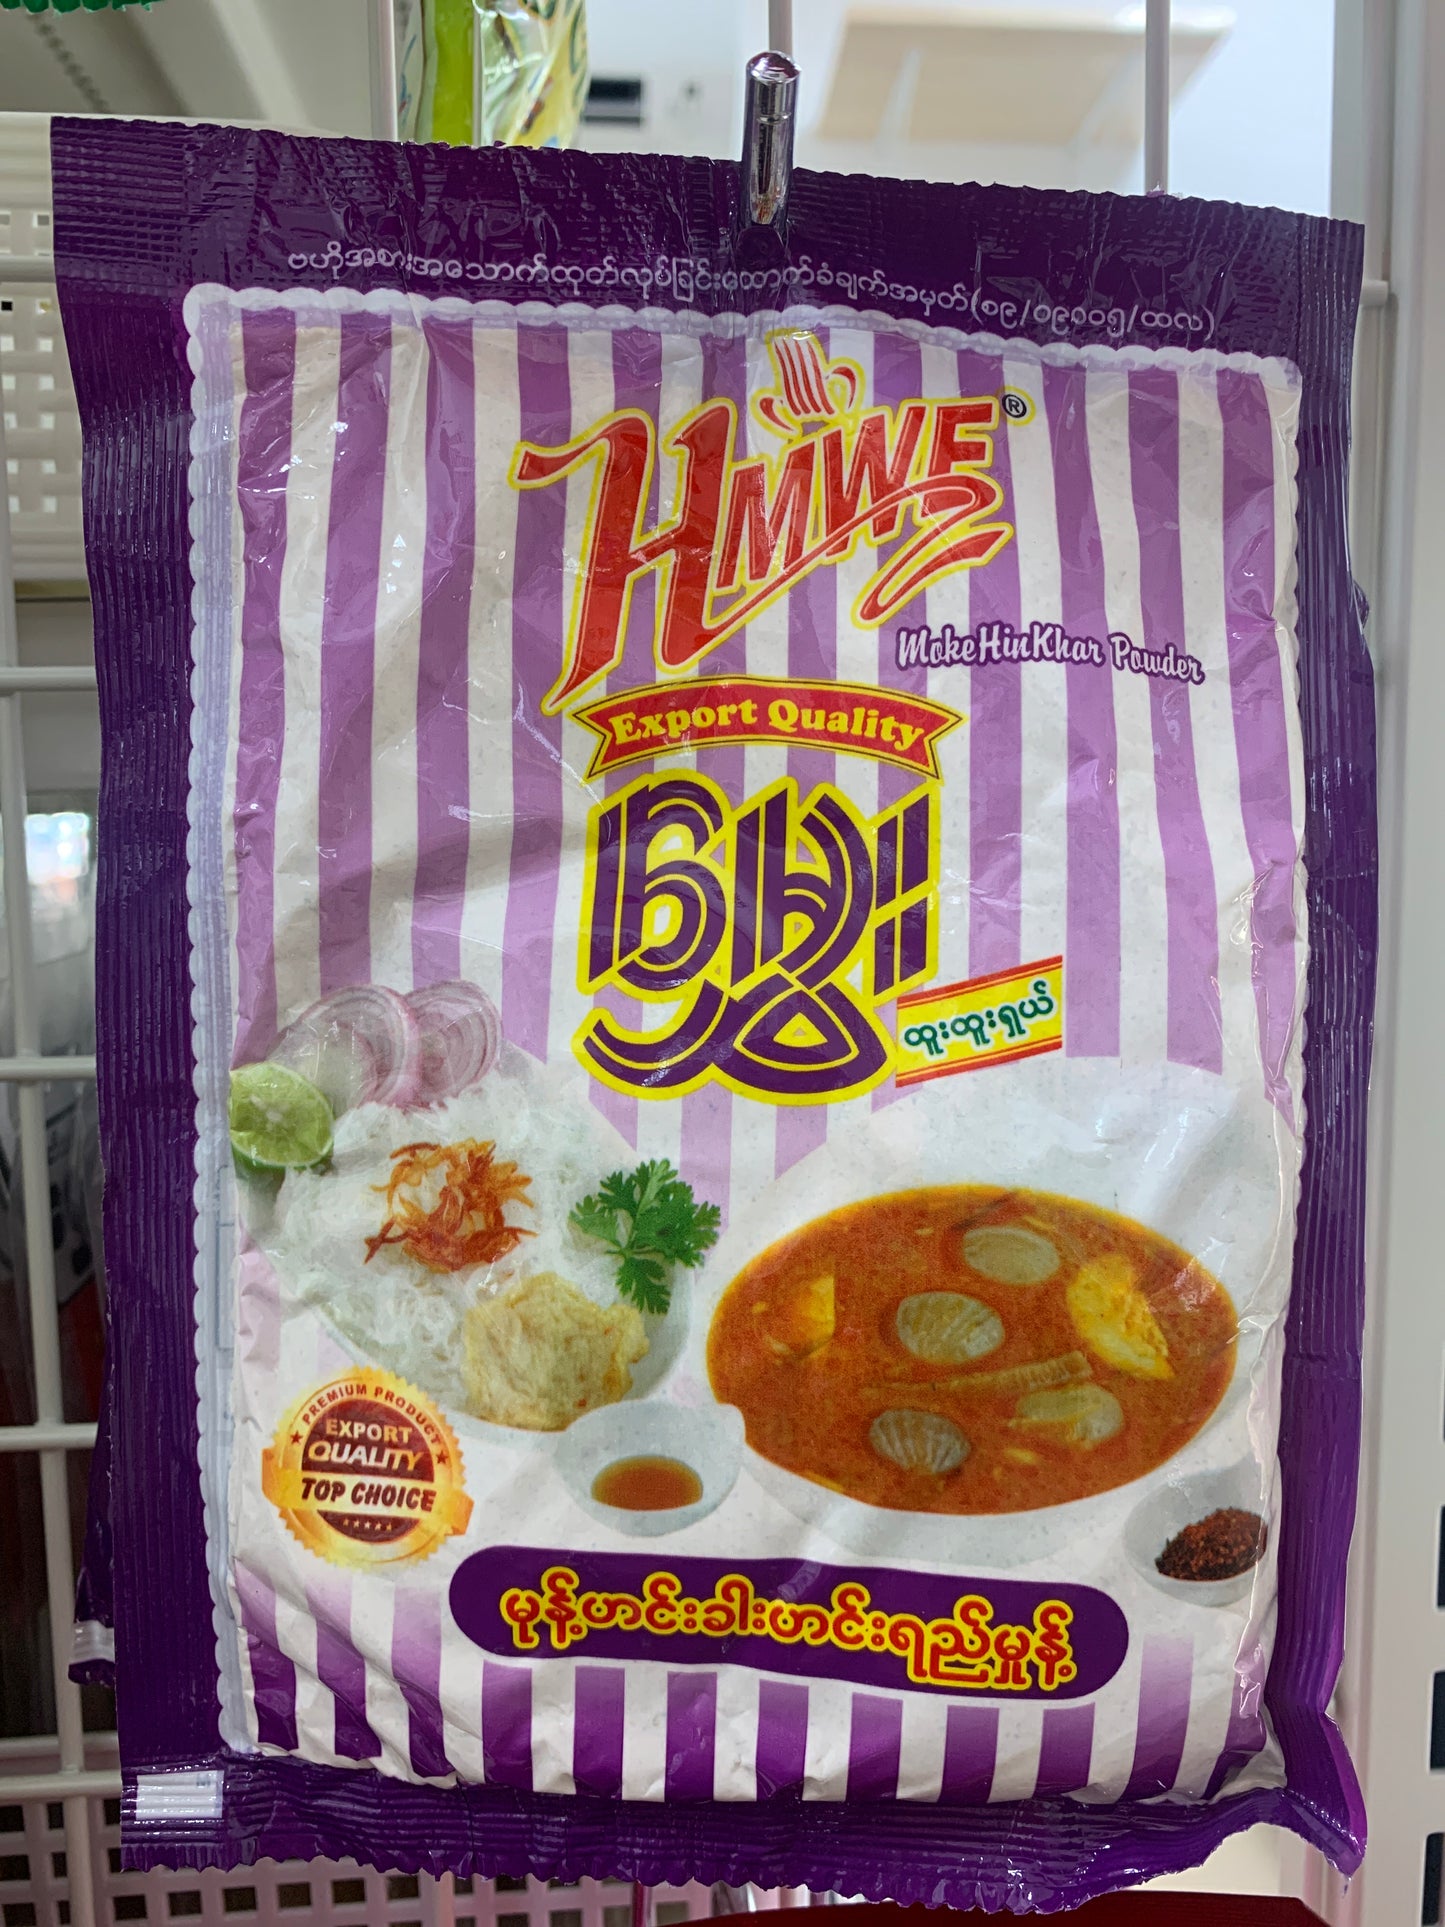 ဗဟိုအစားအသောက်ထုတ်လုပ်ခြင်းထောက်ခံချက်အမှတ်(စ၉/၀၉၁၀၀၅/ထလ)
HMWE®
MokeHinKhar Powder
Export Quality
မွှေး
ထူးထူးရှယ်
PREMIUM PRODUCT
EXPORT
QUALITY
TOP CHOICE
မုန့်ဟင်းခါးဟင်းရည်မှုန့်